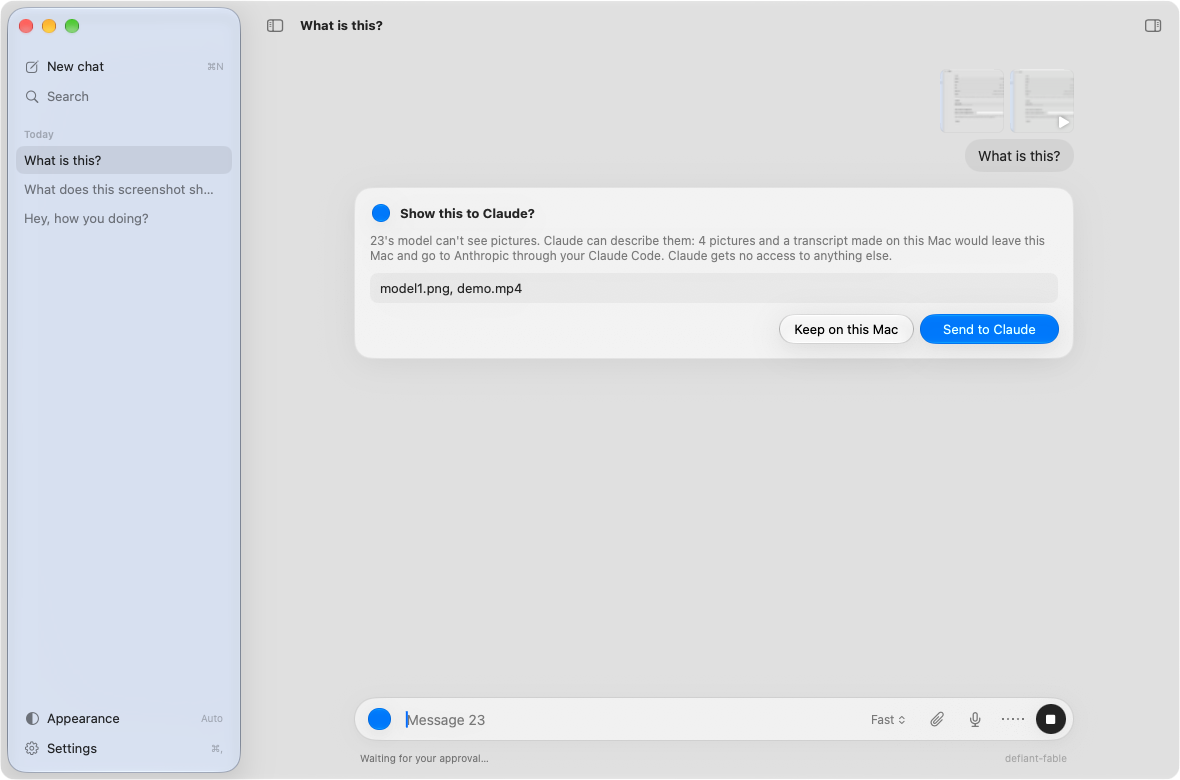 What is this?
New chat ⌘N
Search
Today
What is this?
What does this screenshot sh...
Hey, how you doing?
What is this?
Show this to Claude?
23's model can't see pictures. Claude can describe them: 4 pictures and a transcript made on this Mac would leave this
Mac and go to Anthropic through your Claude Code. Claude gets no access to anything else.
model1.png, demo.mp4
Keep on this Mac
Send to Claude
Appearance Auto
Settings ⌘,
Message 23
Fast
Waiting for your approval...
defiant-fable